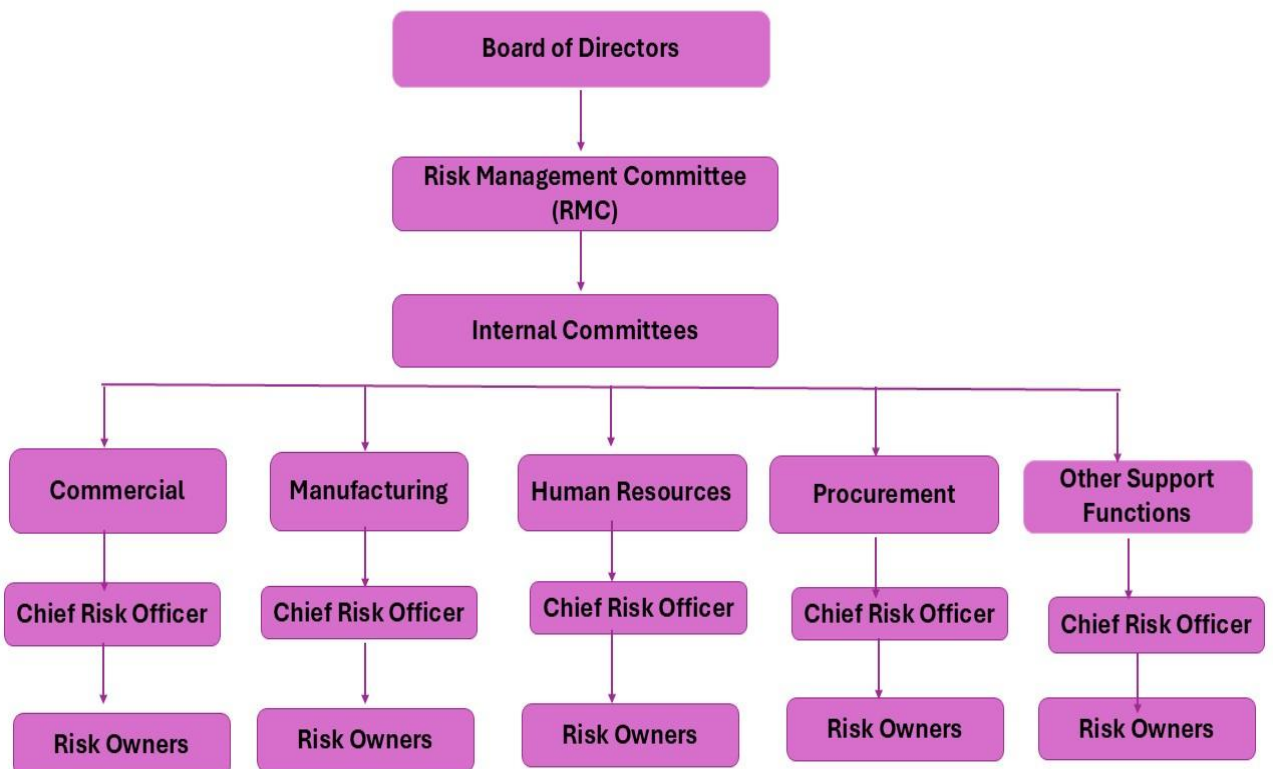 Board of Directors
Risk Management Committee
(RMC)
Internal Committees
Commercial
Manufacturing
Human Resources
Procurement
Other Support
Functions
Chief Risk Officer
Chief Risk Officer
Chief Risk Officer
Chief Risk Officer
Chief Risk Officer
Risk Owners
Risk Owners
Risk Owners
Risk Owners
Risk Owners